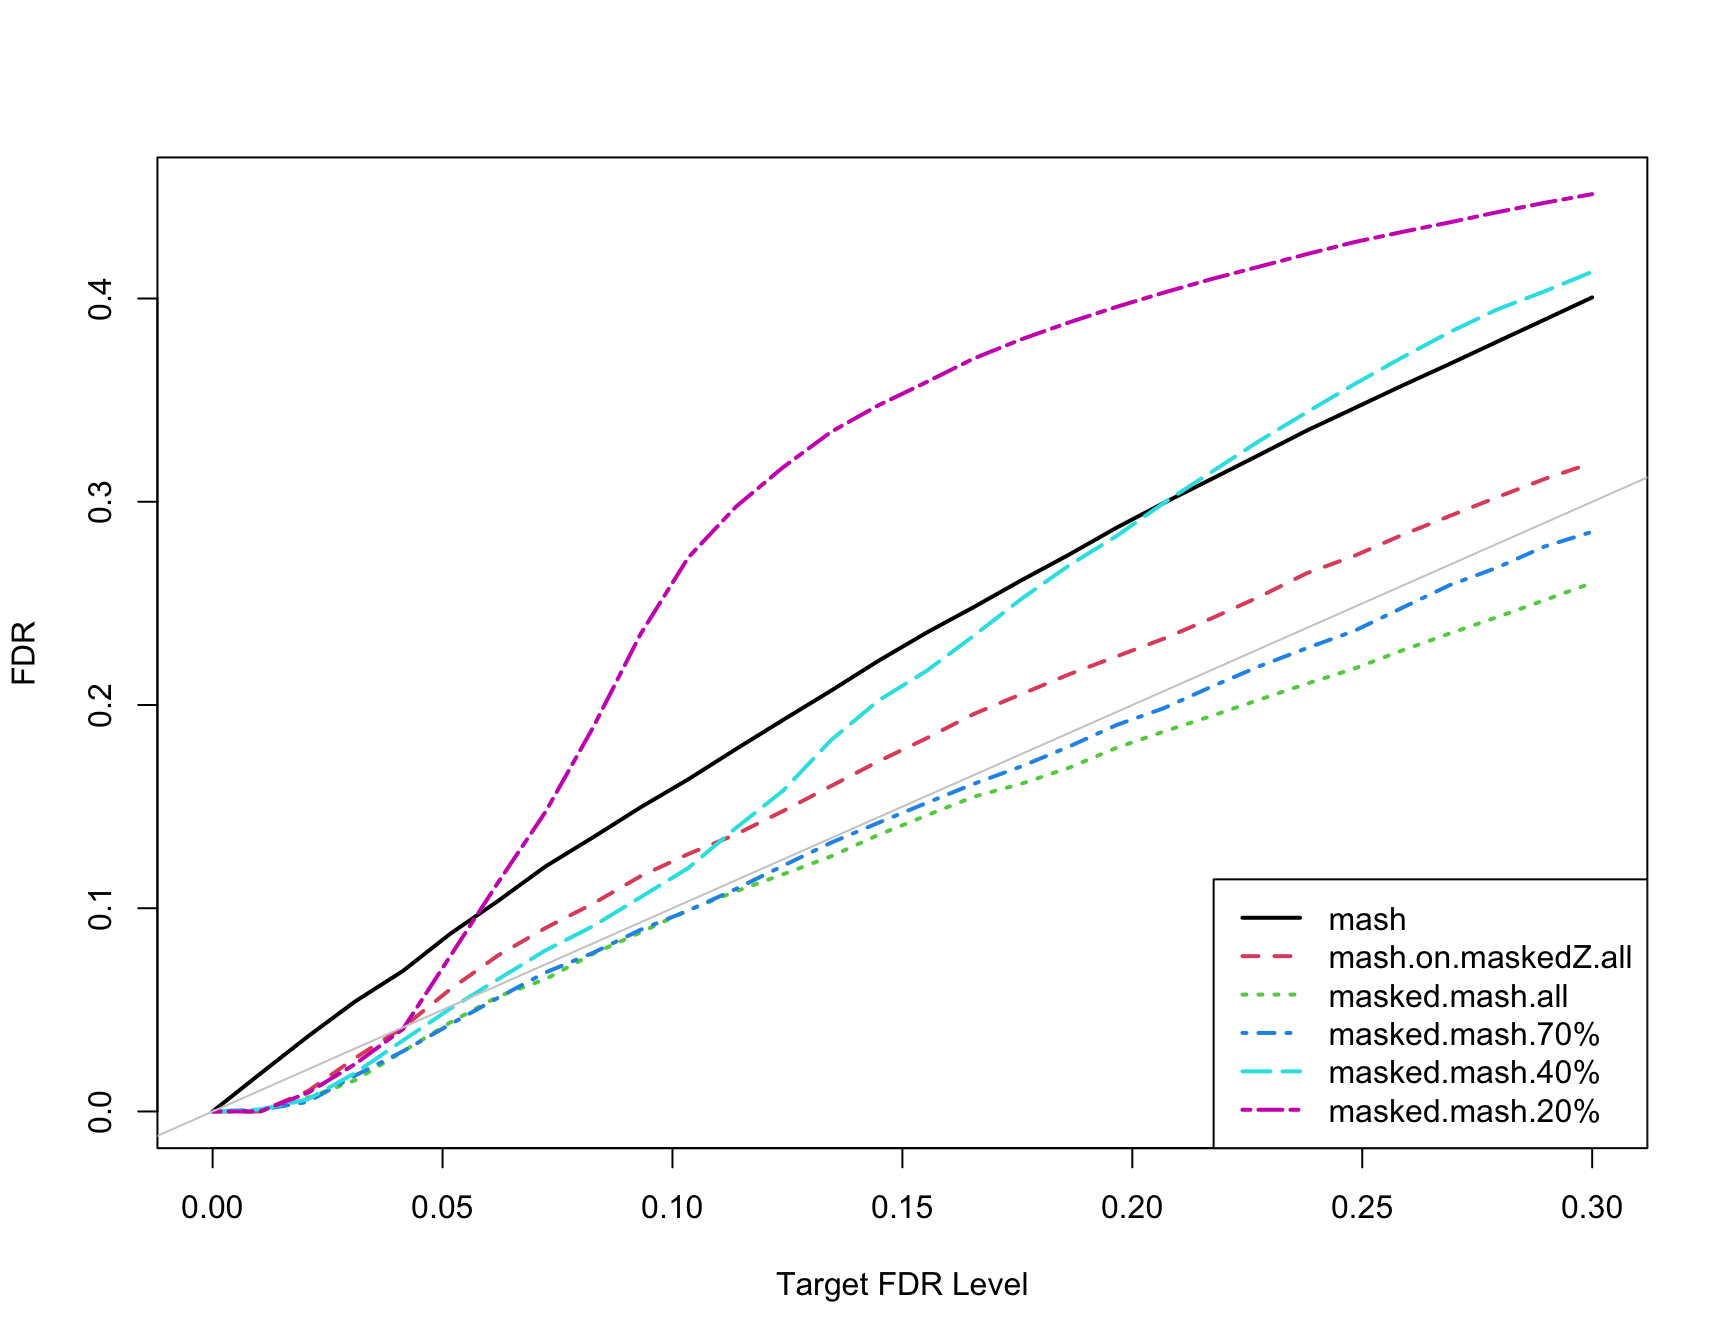 FDR
0.4
0.3
0.2
0.1
0.0
mash
mash.on.maskedZ.all
masked.mash.all
masked.mash.70%
masked.mash.40%
masked.mash.20%
0.00 0.05 0.10 0.15 0.20 0.25 0.30
Target FDR Level